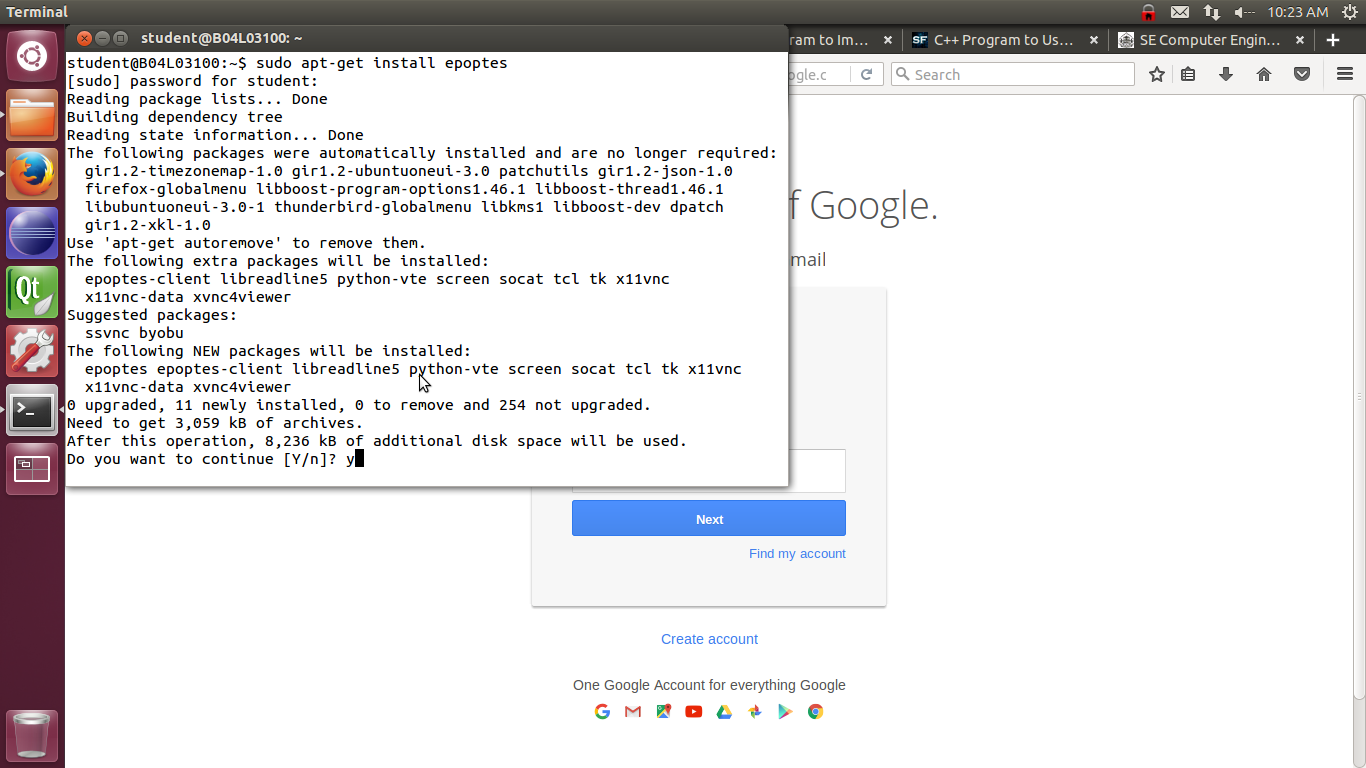 Terminal
10:23 AM
student@B04L03100: ~
student@B04L03100:~$ sudo apt-get install epoptes
[sudo] password for student:
Reading package lists... Done
Building dependency tree
Reading state information... Done
The following packages were automatically installed and are no longer required:
gir1.2-timezonemap-1.0 gir1.2-ubuntuoneui-3.0 patchutils gir1.2-json-1.0
firefox-globalmenu libboost-program-options1.46.1 libboost-thread1.46.1
libubuntuoneui-3.0-1 thunderbird-globalmenu libkms1 libboost-dev dpatch
gir1.2-xkl-1.0
Use 'apt-get autoremove' to remove them.
The following extra packages will be installed:
epoptes-client libreadline5 python-vte screen socat tcl tk x11vnc
x11vnc-data xvnc4viewer
Suggested packages:
ssvnc byobu
The following NEW packages will be installed:
epoptes epoptes-client libreadline5 python-vte screen socat tcl tk x11vnc
x11vnc-data xvnc4viewer
0 upgraded, 11 newly installed, 0 to remove and 254 not upgraded.
Need to get 3,059 kB of archives.
After this operation, 8,236 kB of additional disk space will be used.
Do you want to continue [Y/n]? y
ram to Im...
SF C++ Program to Us...
SE Computer Engin...
ogle.c
Search
f Google.
mail
Next
Find my account
Create account
One Google Account for everything Google
Qt